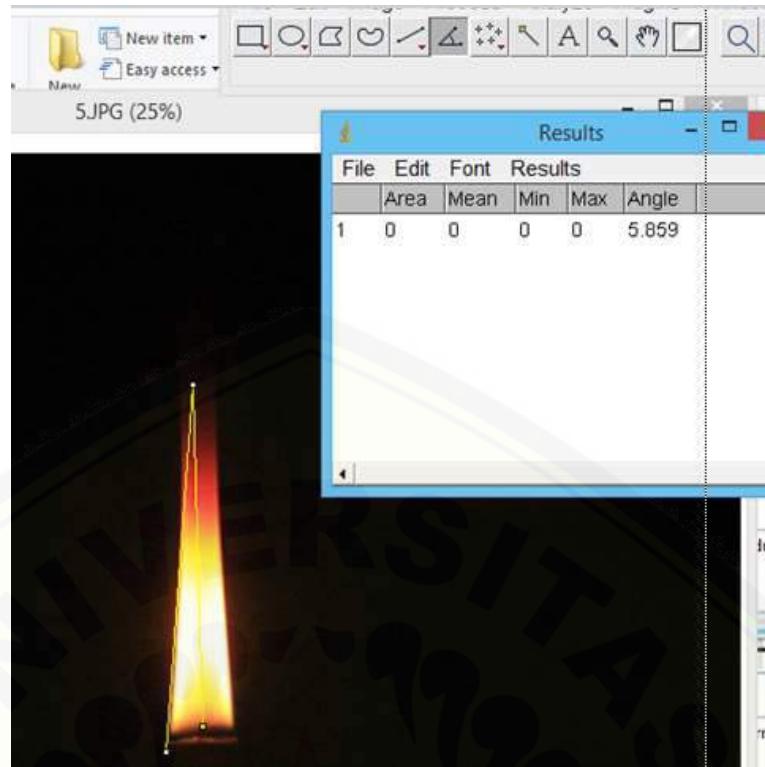 New item
Easy access
New
A
5.JPG (25%)
Results
File Edit Font Results
Area Mean Min Max Angle
1 0 0 0 0 5.859
UNIVERSITAS